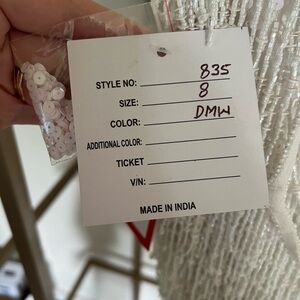 STYLE NO: 835
SIZE: 8
COLOR: DMW
ADDITIONAL COLOR:
TICKET
V/N:
MADE IN INDIA